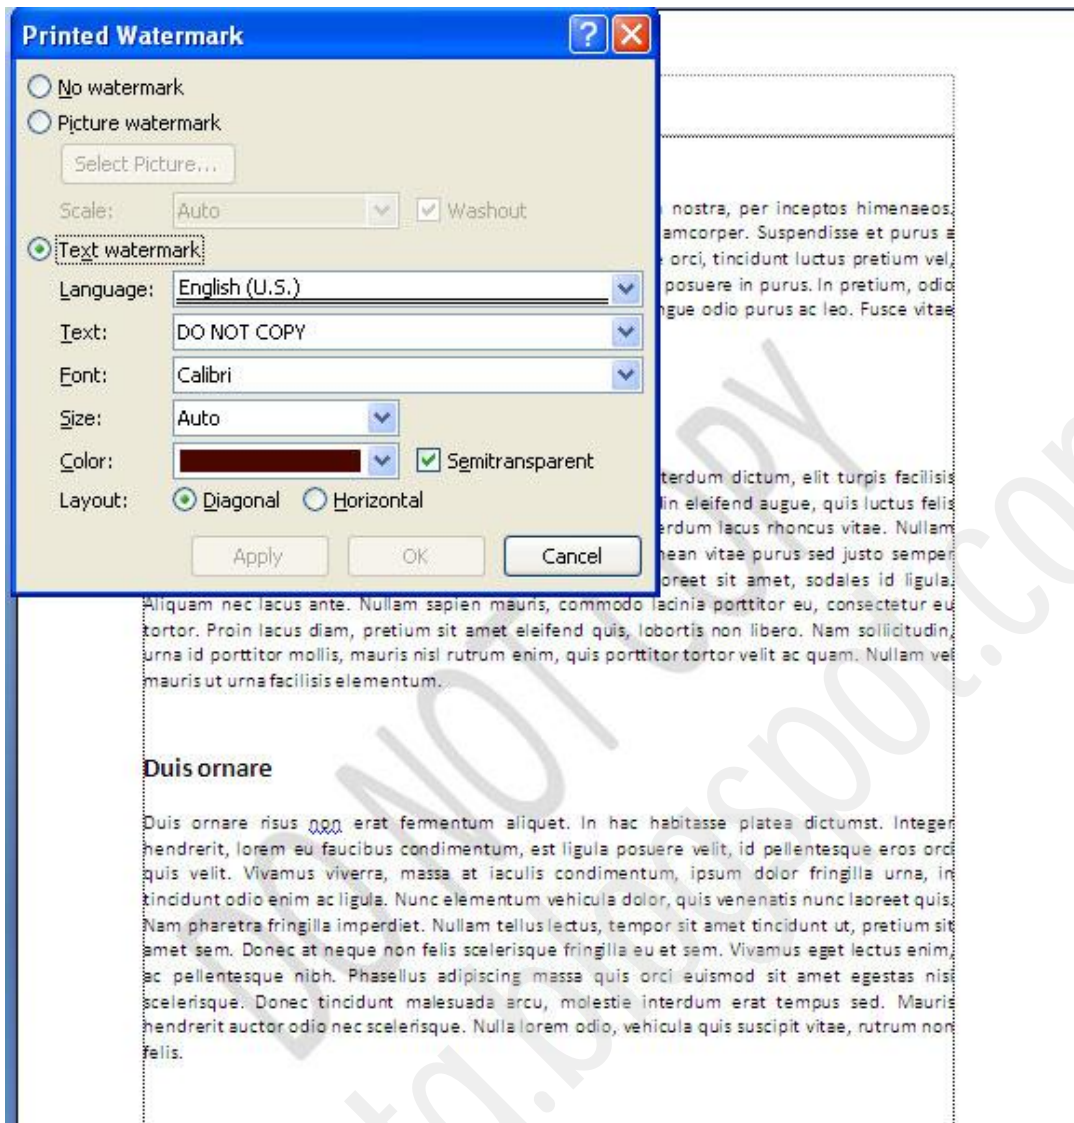 Printed Watermark
No watermark
Picture watermark
Select Picture...
Scale: Auto Washout
Text watermark
Language: English (U.S.)
Text: DO NOT COPY
Font: Calibri
Size: Auto
Color: Semitransparent
Layout: Diagonal Horizontal
Apply OK Cancel
nostra, per inceptos himenaeos.
amcorper. Suspendisse et purus a
orci, tincidunt luctus pretium vel,
posuere in purus. In pretium, odio
odio purus ac leo. Fusce vitae
dictum, elit turpis facilisis
eleifend augue, quis luctus felis
lacus rhoncus vitae. Nullam
vitae purus sed justo semper
sit amet, sodales id ligula.
Aliquam nec lacus ante. Nullam sapien mauris, commodo lacinia porttitor eu, consectetur eu
tortor. Proin lacus diam, pretium sit amet eleifend quis, lobortis non libero. Nam sollicitudin,
urna id porttitor mollis, mauris nisl rutrum enim, quis porttitor tortor velit ac quam. Nullam vel
mauris ut urna facilisis elementum.
Duis ornare
Duis ornare risus non erat fermentum aliquet. In hac habitasse platea dictumst. Integer
hendrerit, lorem eu faucibus condimentum, est ligula posuere velit, id pellentesque eros orci
quis velit. Vivamus viverra, massa at iaculis condimentum, ipsum dolor fringilla urna, in
tincidunt odio enim ac ligula. Nunc elementum vehicula dolor, quis venenatis nunc laoreet quis.
Nam pharetra fringilla imperdiet. Nullam tellus lectus, tempor sit amet tincidunt ut, pretium sit
amet sem. Donec at neque non felis scelerisque fringilla eu et sem. Vivamus eget lectus enim,
ac pellentesque nibh. Phasellus adipiscing massa quis orci euismod sit amet egestas nisi
scelerisque. Donec tincidunt malesuada arcu, molestie interdum erat tempus sed. Mauris
hendrerit auctor odio nec scelerisque. Nulla lorem odio, vehicula quis suscipit vitae, rutrum non
felis.
DO NOT COPY
.blogspot.com